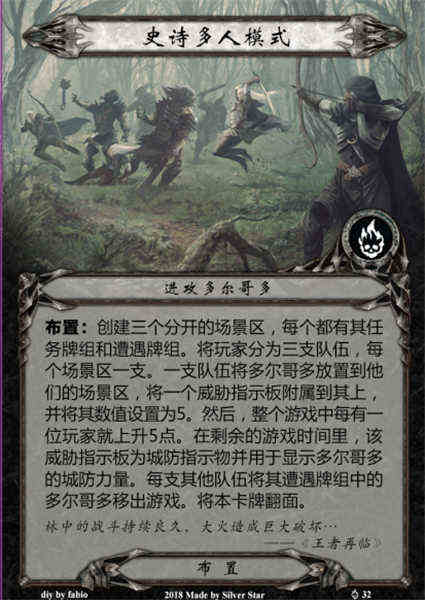 史诗多人模式
进攻多尔哥多
布置：创建三个分开的场景区，每个都有其任
务牌组和遭遇牌组。将玩家分为三支队伍，每
个场景区一支。一支队伍将多尔哥多放置到他
们的场景区，将一个威胁指示板附属到其上，
并将其数值设置为5。然后，整个游戏中每有一
位玩家就上升5点。在剩余的游戏时间里，该
威胁指示板为城防指示物并用于显示多尔哥多
的城防力量。每支其他队伍将其遭遇牌组中的
多尔哥多移出游戏。将本卡牌翻面。
林中的战斗持续良久，大火造成巨大破坏…
——《王者再临》
布置
diy by fabio 2018 Made by Silver Star 32